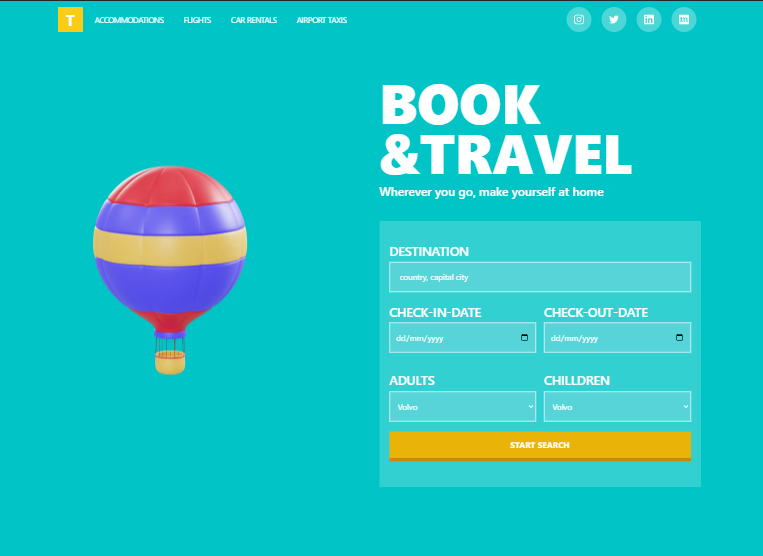 T
ACCOMMODATIONS FLIGHTS CAR RENTALS AIRPORT TAXIS
BOOK
&TRAVEL
Wherever you go, make yourself at home
DESTINATION
country, capital city
CHECK-IN-DATE CHECK-OUT-DATE
dd/mm/yyyy dd/mm/yyyy
ADULTS CHILLDREN
Volvo Volvo
START SEARCH